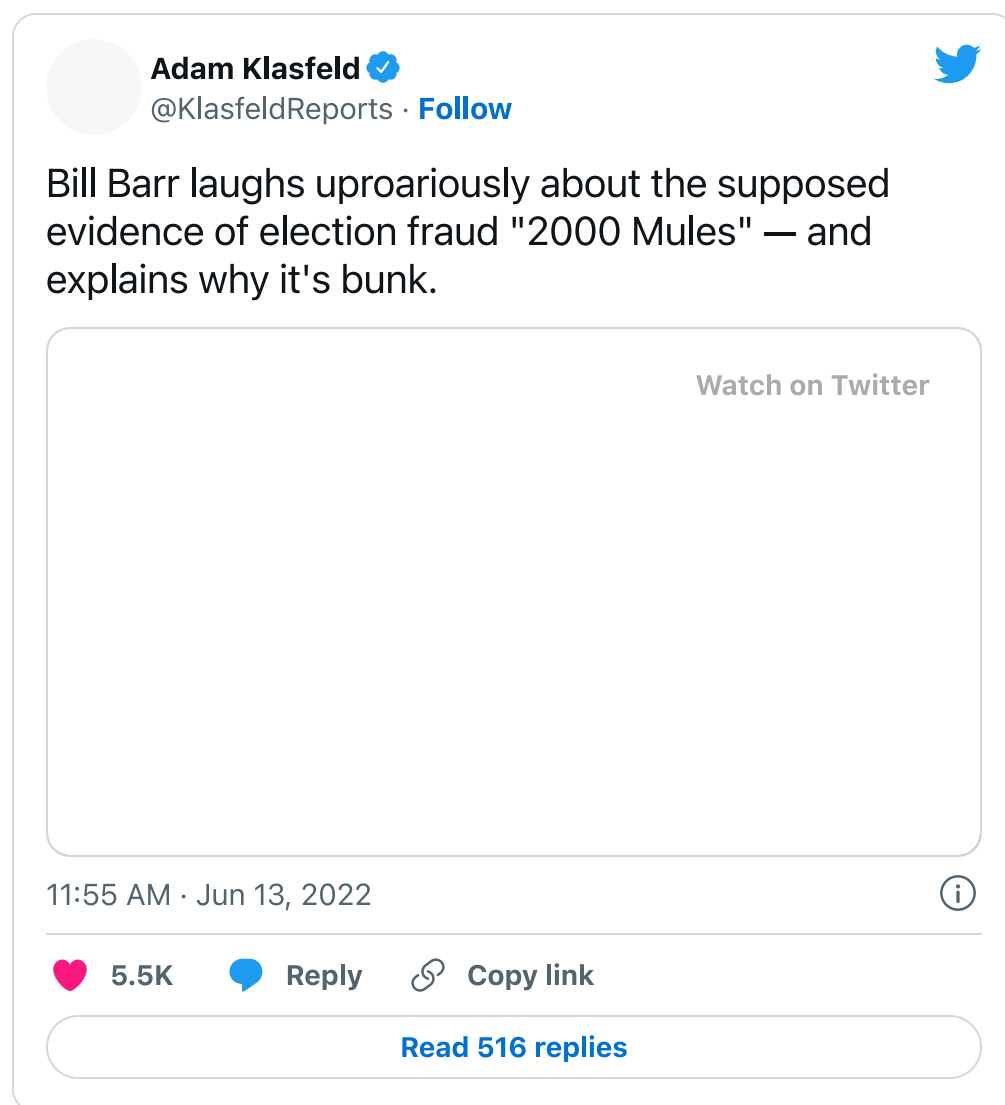 Adam Klasfeld
@KlasfeldReports · Follow
Bill Barr laughs uproariously about the supposed
evidence of election fraud "2000 Mules" — and
explains why it's bunk.
Watch on Twitter
11:55 AM · Jun 13, 2022
5.5K Reply Copy link
Read 516 replies